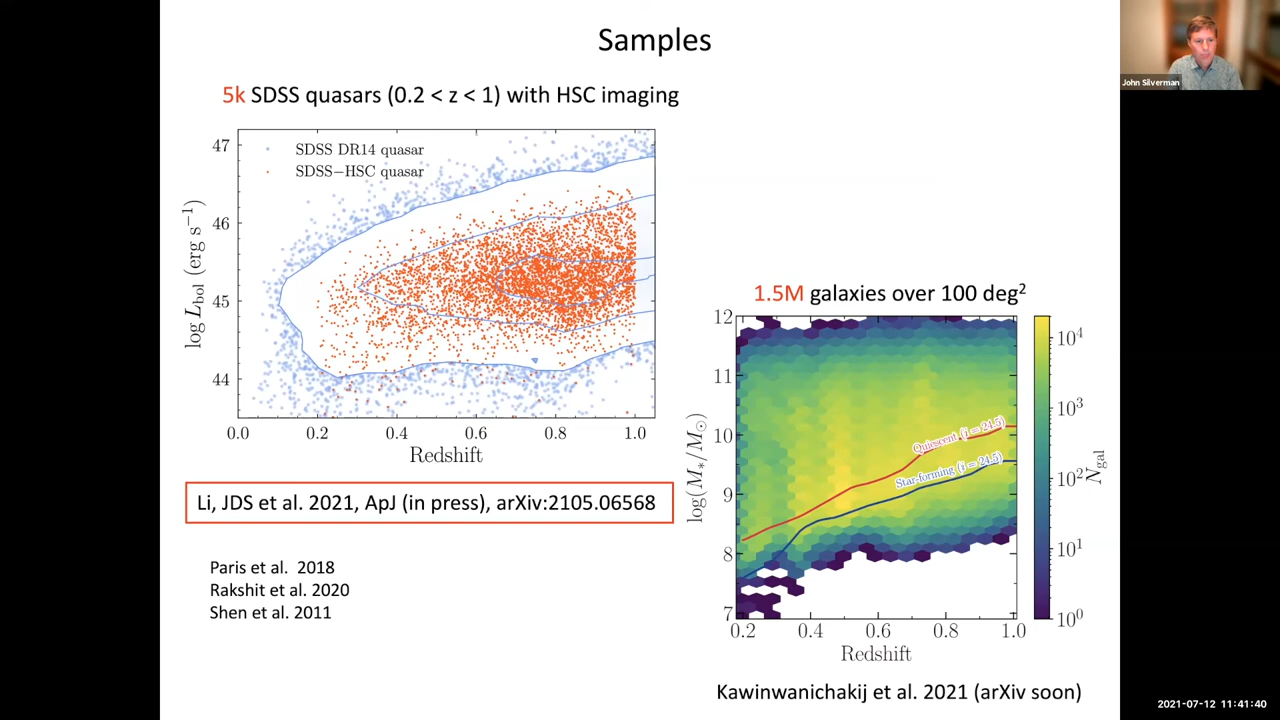 Samples
John Silverman
5k SDSS quasars (0.2 < z < 1) with HSC imaging
SDSS DR14 quasar
SDSS−HSC quasar
47
46
45
44
log L_bol (erg s⁻¹)
0.0 0.2 0.4 0.6 0.8 1.0
Redshift
Li, JDS et al. 2021, ApJ (in press), arXiv:2105.06568
Paris et al. 2018
Rakshit et al. 2020
Shen et al. 2011
1.5M galaxies over 100 deg²
12
11
10
9
8
7
log(M_*/M_⊙)
Quiescent (i = 24.5)
Star-forming (i = 24.5)
0.2 0.4 0.6 0.8 1.0
Redshift
10⁴
10³
10²
10¹
10⁰
N_gal
Kawinwanichakij et al. 2021 (arXiv soon)
2021-07-12 11:41:40